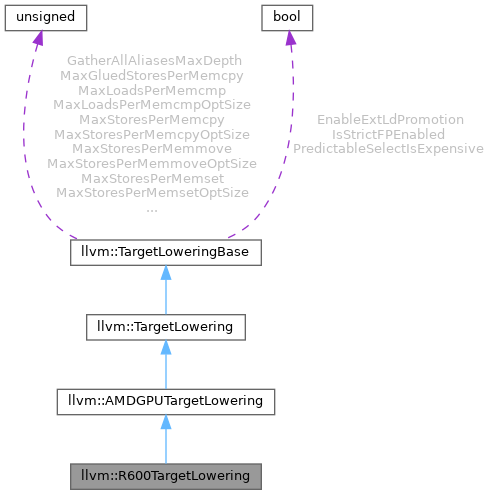 unsigned
bool
GatherAllAliasesMaxDepth
MaxGluedStoresPerMemcpy
MaxLoadsPerMemcmp
MaxLoadsPerMemcmpOptSize
MaxStoresPerMemcpy
MaxStoresPerMemcpyOptSize
MaxStoresPerMemmove
MaxStoresPerMemmoveOptSize
MaxStoresPerMemset
MaxStoresPerMemsetOptSize
...
EnableExtLdPromotion
IsStrictFPEnabled
PredictableSelectIsExpensive
llvm::TargetLoweringBase
llvm::TargetLowering
llvm::AMDGPUTargetLowering
llvm::R600TargetLowering